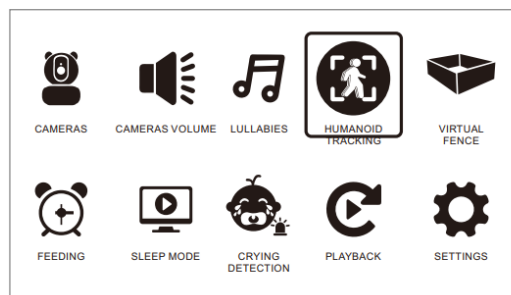 CAMERAS
CAMERAS VOLUME
LULLABIES
HUMANOID
TRACKING
VIRTUAL
FENCE
FEEDING
SLEEP MODE
CRYING
DETECTION
PLAYBACK
SETTINGS